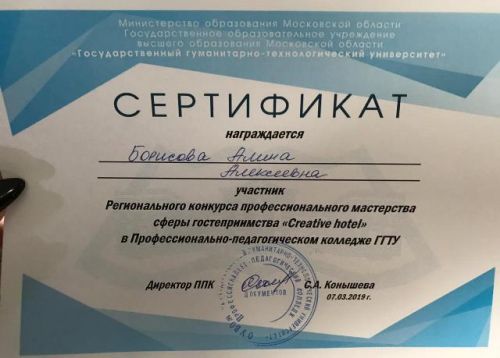 Министерство образования Московской области
Государственное образовательное учреждение
высшего образования Московской области
«Государственный гуманитарно-технологический университет»
СЕРТИФИКАТ
награждается
Борисова Алина
Алексеевна
участник
Регионального конкурса профессионального мастерства
сферы гостеприимства «Creative hotel»
в Профессионально-педагогическом колледже ГГТУ
Директор ППК
С.А. Конышева
07.03.2019 г.
ДОКУМЕНТОВ